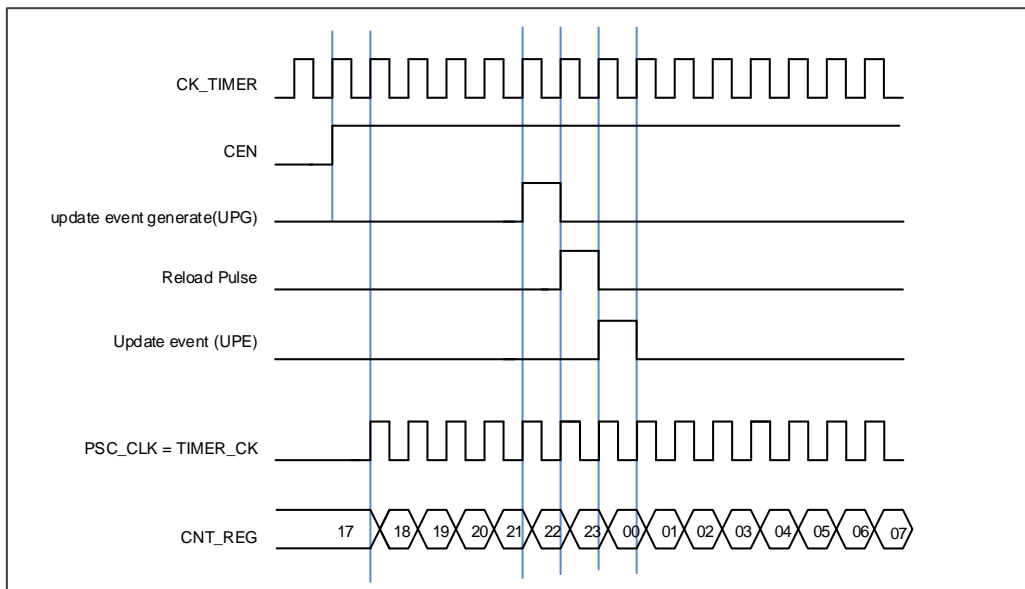 CK_TIMER
CEN
update event generate(UPG)
Reload Pulse
Update event (UPE)
PSC_CLK = TIMER_CK
CNT_REG 17 18 19 20 21 22 23 00 01 02 03 04 05 06 07